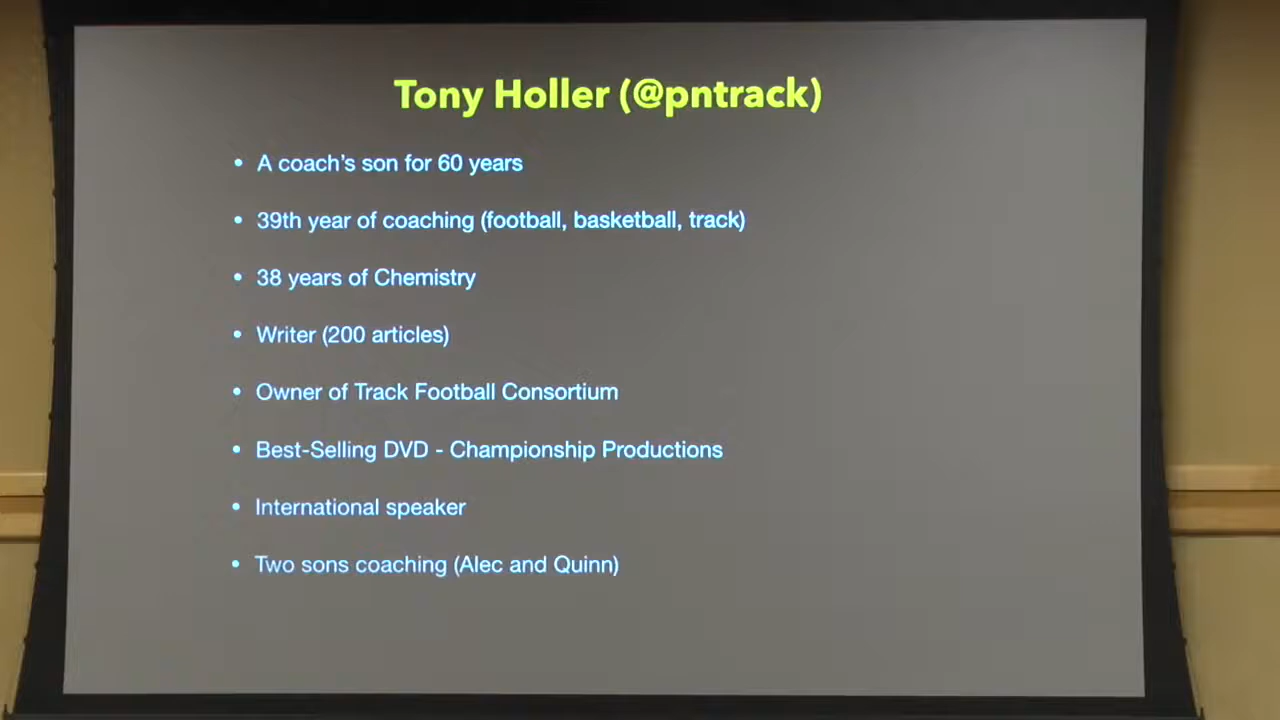 Tony Holler (@pntrack)
• A coach's son for 60 years
• 39th year of coaching (football, basketball, track)
• 38 years of Chemistry
• Writer (200 articles)
• Owner of Track Football Consortium
• Best-Selling DVD - Championship Productions
• International speaker
• Two sons coaching (Alec and Quinn)